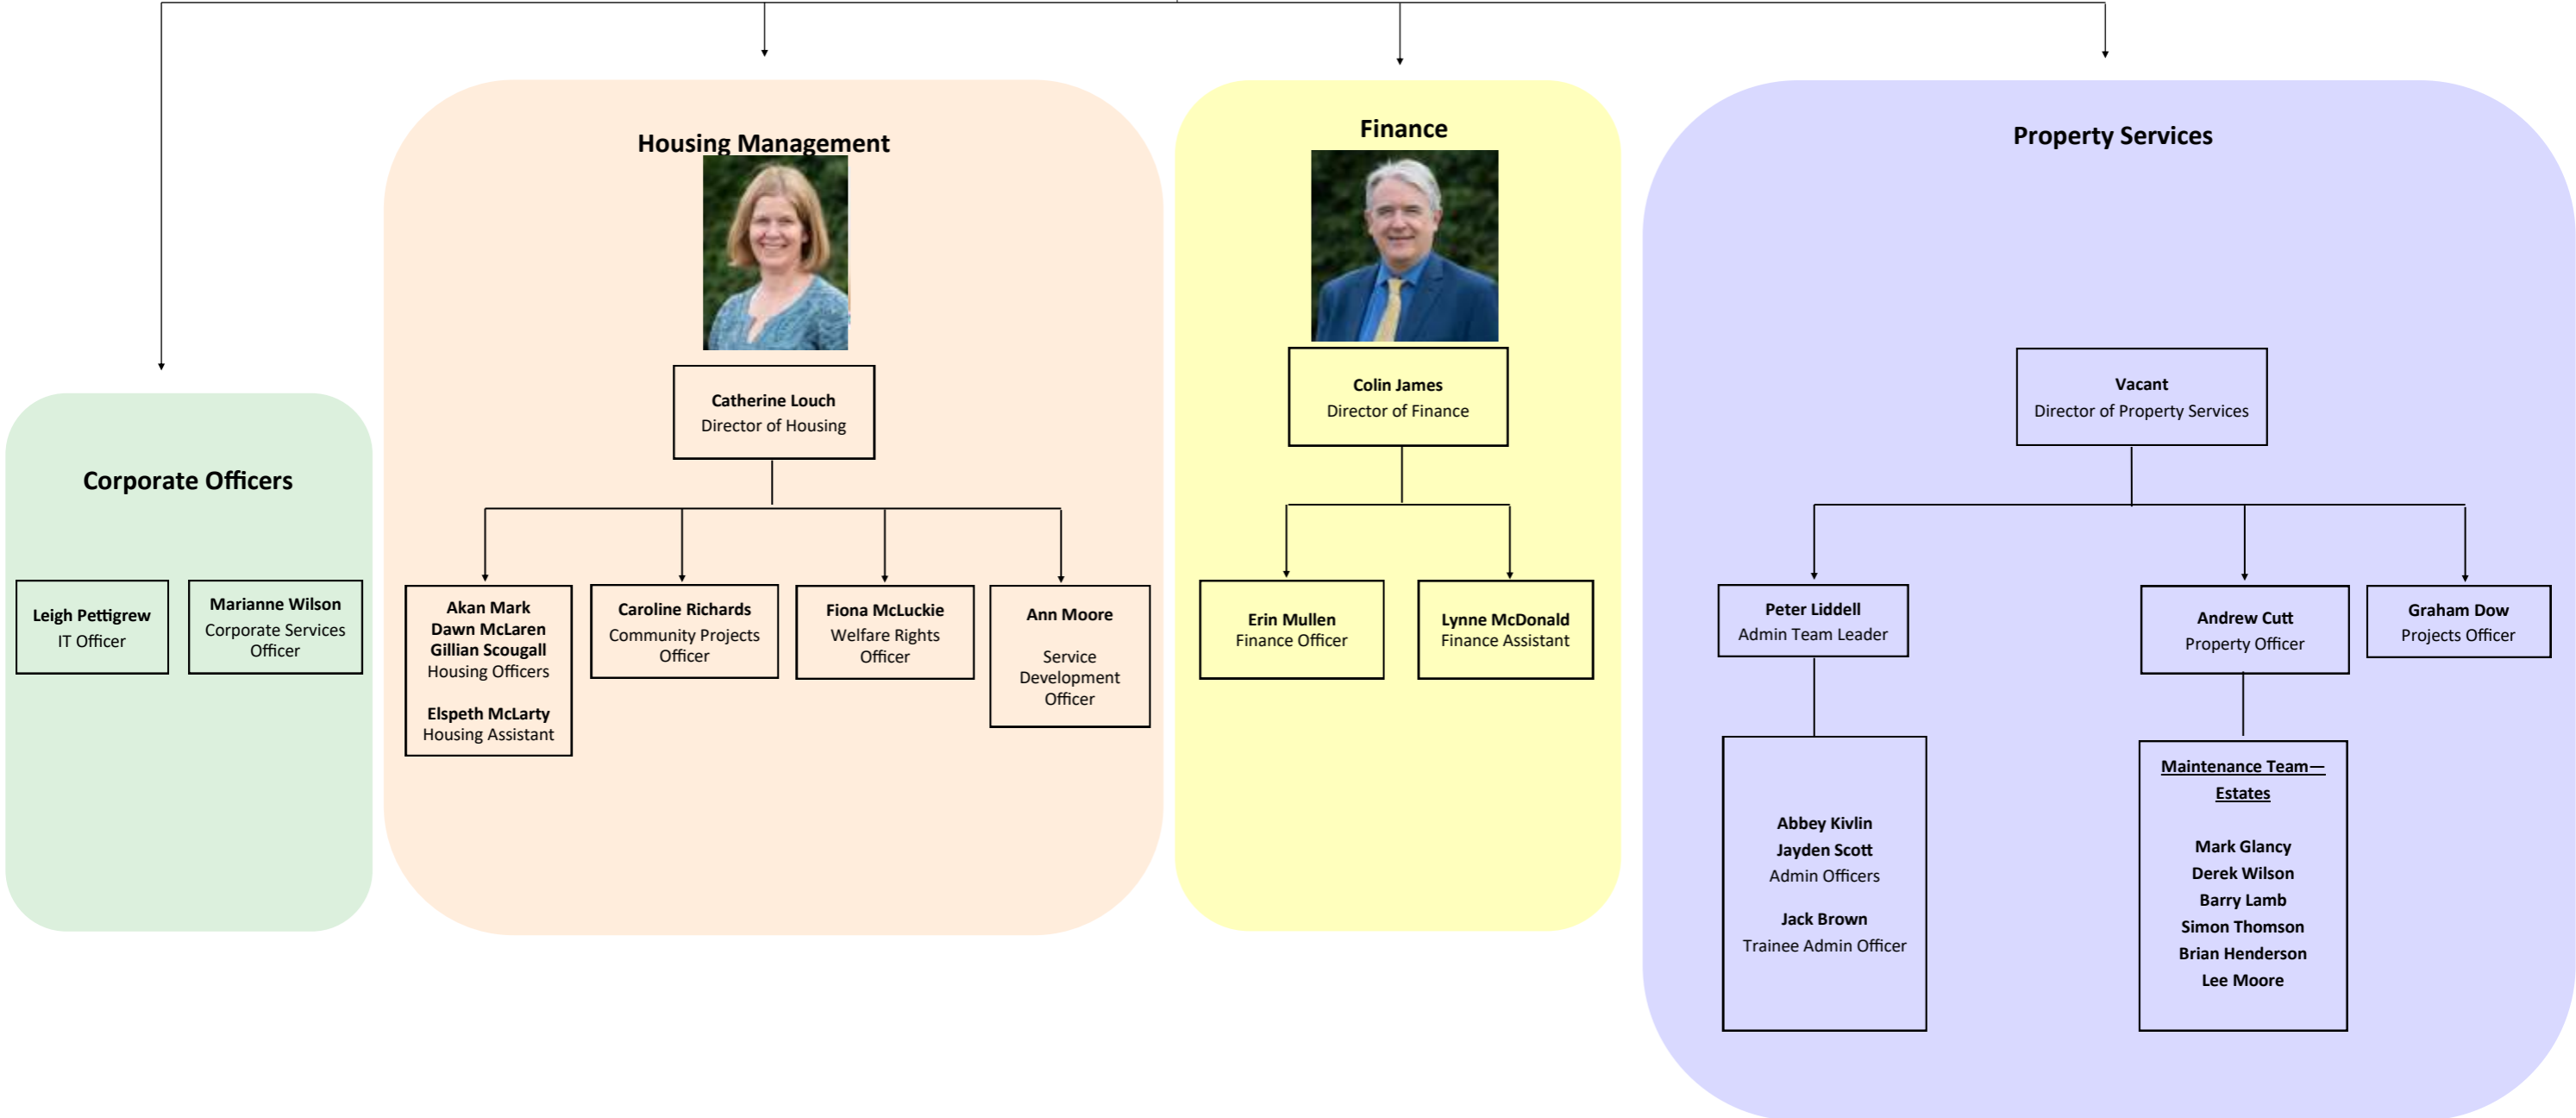 Corporate Officers
Leigh Pettigrew
IT Officer
Marianne Wilson
Corporate Services
Officer
Housing Management
Catherine Louch
Director of Housing
Akan Mark
Dawn McLaren
Gillian Scougall
Housing Officers
Elspeth McLarty
Housing Assistant
Caroline Richards
Community Projects
Officer
Fiona McLuckie
Welfare Rights
Officer
Ann Moore
Service
Development
Officer
Finance
Colin James
Director of Finance
Erin Mullen
Finance Officer
Lynne McDonald
Finance Assistant
Property Services
Vacant
Director of Property Services
Peter Liddell
Admin Team Leader
Abbey Kivlin
Jayden Scott
Admin Officers
Jack Brown
Trainee Admin Officer
Andrew Cutt
Property Officer
Maintenance Team—
Estates
Mark Glancy
Derek Wilson
Barry Lamb
Simon Thomson
Brian Henderson
Lee Moore
Graham Dow
Projects Officer